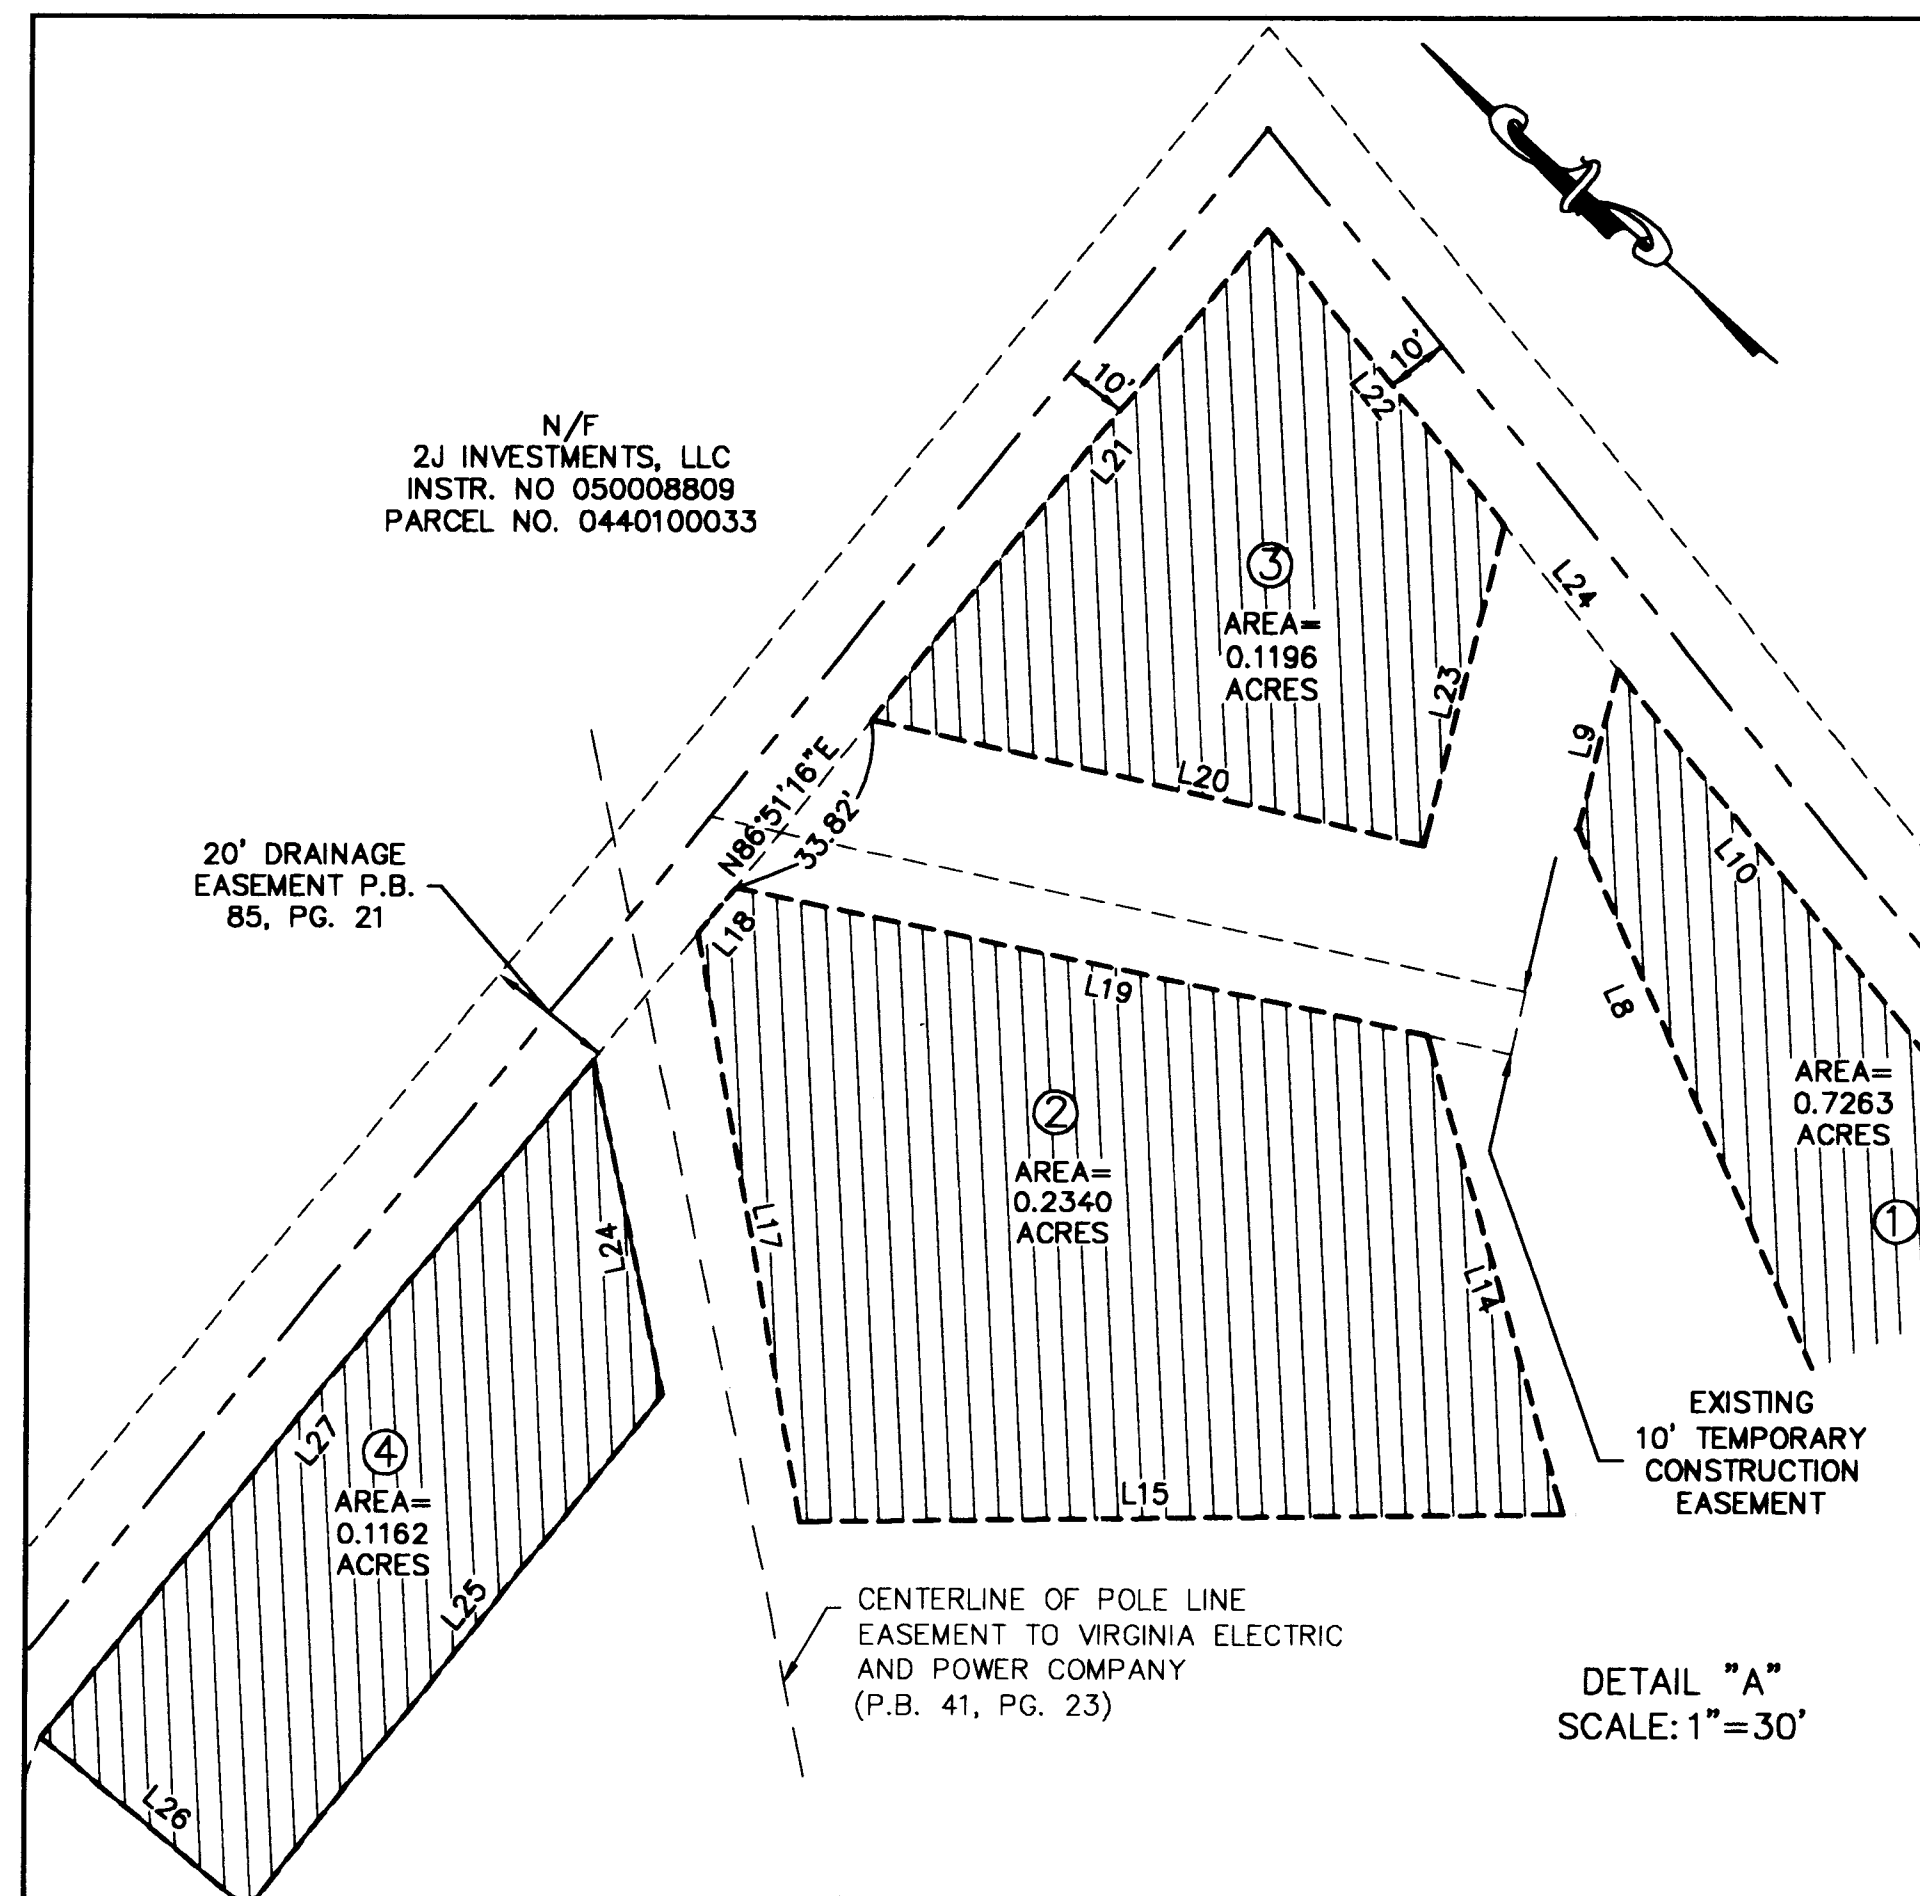 10'
10'
L22
L21
N/F
2J INVESTMENTS, LLC
INSTR. NO 050008809
PARCEL NO. 0440100033
3
AREA=
0.1196
ACRES
L24
L23
L9
L20
N86°51'16"E
33.82'
L10
20' DRAINAGE
EASEMENT P.B.
85, PG. 21
L18
L19
L8
AREA=
0.7263
ACRES
1
2
AREA=
0.2340
ACRES
L17
L24
L14
EXISTING
10' TEMPORARY
CONSTRUCTION
EASEMENT
L27
4
AREA=
0.1162
ACRES
L15
L25
CENTERLINE OF POLE LINE
EASEMENT TO VIRGINIA ELECTRIC
AND POWER COMPANY
(P.B. 41, PG. 23)
DETAIL "A"
SCALE: 1"=30'
L26